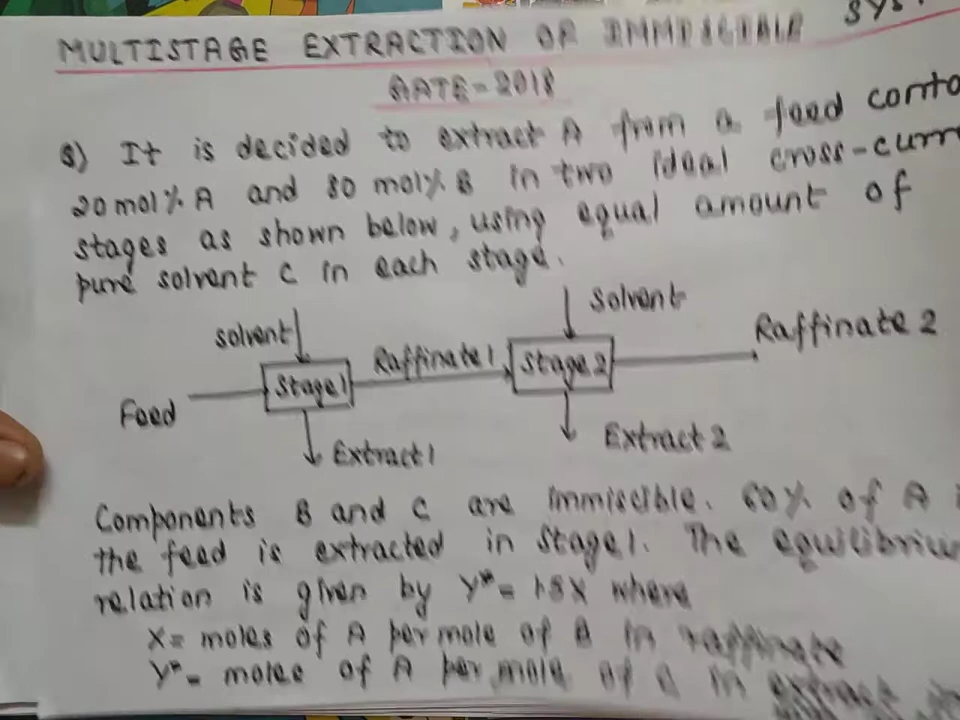 MULTISTAGE EXTRACTION OF SYS
GATE-2018
It is decided to extract A from a feed conta
20 mol% A and 80 mol% B in two ideal cross-curre
stages as shown below, using equal amount of
pure solvent C in each stage.
solvent
solvent
Feed
Stage 1
Raffinate 1
Stage 2
Raffinate 2
Extract 1
Extract 2
Components B and C are immiscible. 60% of A i
the feed is extracted in stage 1. The equilibrium
relation is given by Y* = X where
X = moles of A per mole of B in raffinate
Y* = moles of A per mole of C in extract